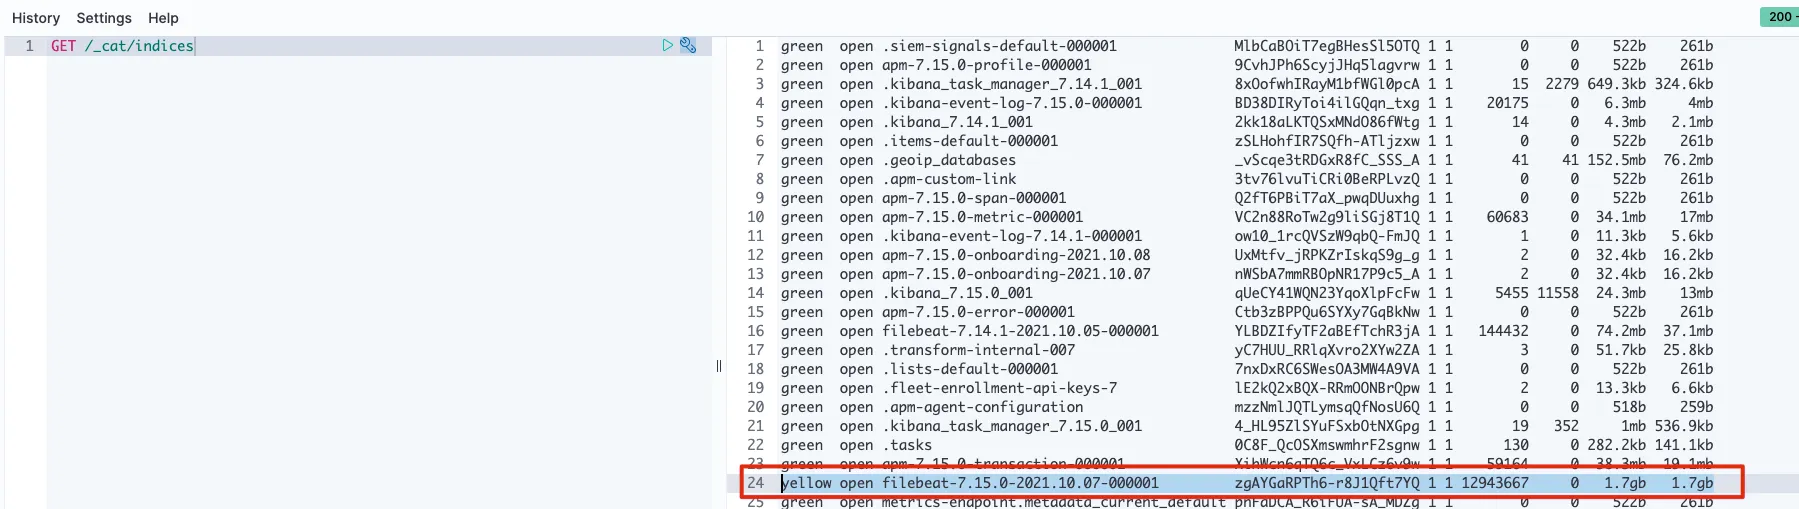 History Settings Help
200 -
1 GET /_cat/indices
1 green open .siem-signals-default-000001 MlbCaBOiT7egBHesSl5OTQ 1 1 0 0 522b 261b
2 green open apm-7.15.0-profile-000001 9CvhJPh6ScyjJHq5lagvrw 1 1 0 0 522b 261b
3 green open .kibana_task_manager_7.14.1_001 8xOofwhIRayM1bfWGl0pcA 1 1 15 2279 649.3kb 324.6kb
4 green open .kibana-event-log-7.15.0-000001 BD38DIRyToi4ilGQqn_txg 1 1 20175 0 6.3mb 4mb
5 green open .kibana_7.14.1_001 2kk18aLKTQSxMNdO86fWtg 1 1 14 0 4.3mb 2.1mb
6 green open .items-default-000001 zSLHohfIR7SQfh-ATljzxw 1 1 0 0 522b 261b
7 green open .geoip_databases _vScqe3tRDGxR8fC_SSS_A 1 1 41 41 152.5mb 76.2mb
8 green open .apm-custom-link 3tv76lvuTiCRi0BeRPLvzQ 1 1 0 0 522b 261b
9 green open apm-7.15.0-span-000001 Q2fT6PBiT7aX_pwqDUuxhg 1 1 0 0 522b 261b
10 green open apm-7.15.0-metric-000001 VC2n88RoTw2g9liSGj8T1Q 1 1 60683 0 34.1mb 17mb
11 green open .kibana-event-log-7.14.1-000001 ow10_1rcQVSzW9qbQ-FmJQ 1 1 1 0 11.3kb 5.6kb
12 green open apm-7.15.0-onboarding-2021.10.08 UxMtfv_jRPKZrIskqS9g_g 1 1 2 0 32.4kb 16.2kb
13 green open apm-7.15.0-onboarding-2021.10.07 nWSbA7mmRBOpNR17P9c5_A 1 1 2 0 32.4kb 16.2kb
14 green open .kibana_7.15.0_001 qUeCY41WQN23YqoXlpFcFw 1 1 5455 11558 24.3mb 13mb
15 green open apm-7.15.0-error-000001 Ctb3zBPPQu6SYXy7GqBkNw 1 1 0 0 522b 261b
16 green open filebeat-7.14.1-2021.10.05-000001 YLBDZIfyTF2aBEfTchR3jA 1 1 144432 0 74.2mb 37.1mb
17 green open .transform-internal-007 yC7HUU_RRlqXvro2XYw2ZA 1 1 3 0 51.7kb 25.8kb
18 green open .lists-default-000001 7nxDxRC6SWesOA3MW4A9VA 1 1 0 0 522b 261b
19 green open .fleet-enrollment-api-keys-7 lE2kQ2xBQX-RRmOONBrQpw 1 1 2 0 13.3kb 6.6kb
20 green open .apm-agent-configuration mzzNmlJQTLymsqQfNosU6Q 1 1 0 0 518b 259b
21 green open .kibana_task_manager_7.15.0_001 4_HL95ZlSYuFSxbOtNXGpg 1 1 19 352 1mb 536.9kb
22 green open .tasks 0C8F_QcOSXmswmhrF2sgnw 1 1 130 0 282.2kb 141.1kb
23 green open apm-7.15.0-transaction-000001 XihWcn6qTQ6c_VxLCz6v9w 1 1 59164 0 38.3mb 19.1mb
24 yellow open filebeat-7.15.0-2021.10.07-000001 zgAYGaRPTh6-r8J1Qft7YQ 1 1 12943667 0 1.7gb 1.7gb
25 green open metrics-endpoint.metadata_current_default 1 1 0 0 522b 261b